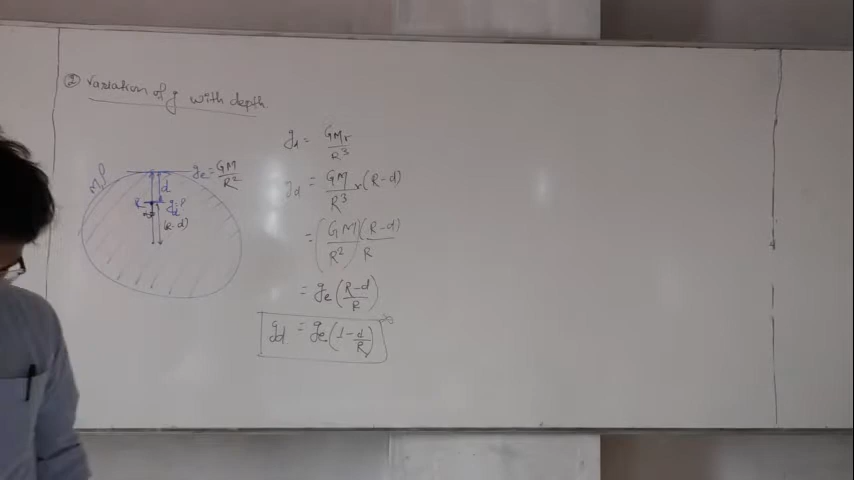 ② variation of g with depth
g_d = GMr/R³
M, P
g_e = GM/R²
d
g_d = GM/R³ × (R-d)
R
g_d
(R-d)
= (GM/R²) (R-d)/R
= g_e (R-d/R)
g_d = g_e (1 - d/R)